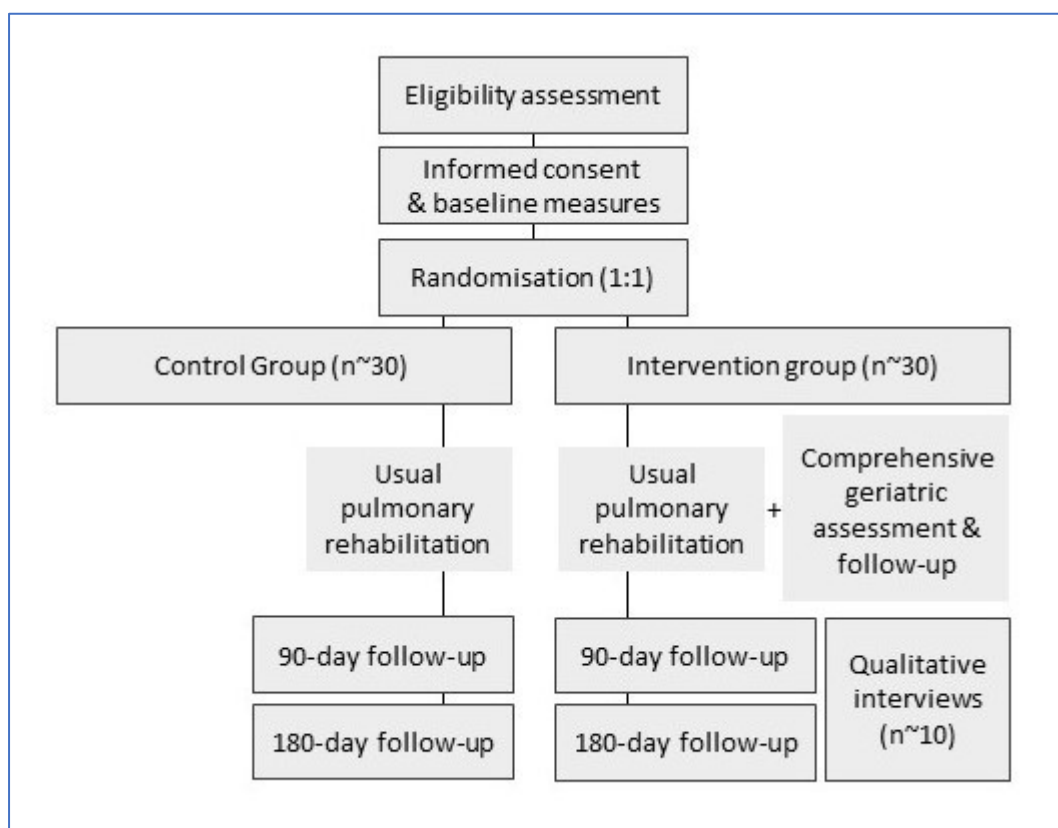 Eligibility assessment
Informed consent
& baseline measures
Randomisation (1:1)
Control Group (n~30)
Intervention group (n~30)
Usual
pulmonary
rehabilitation
Usual
pulmonary
rehabilitation
+
Comprehensive
geriatric
assessment &
follow-up
90-day follow-up
180-day follow-up
90-day follow-up
180-day follow-up
Qualitative
interviews
(n~10)